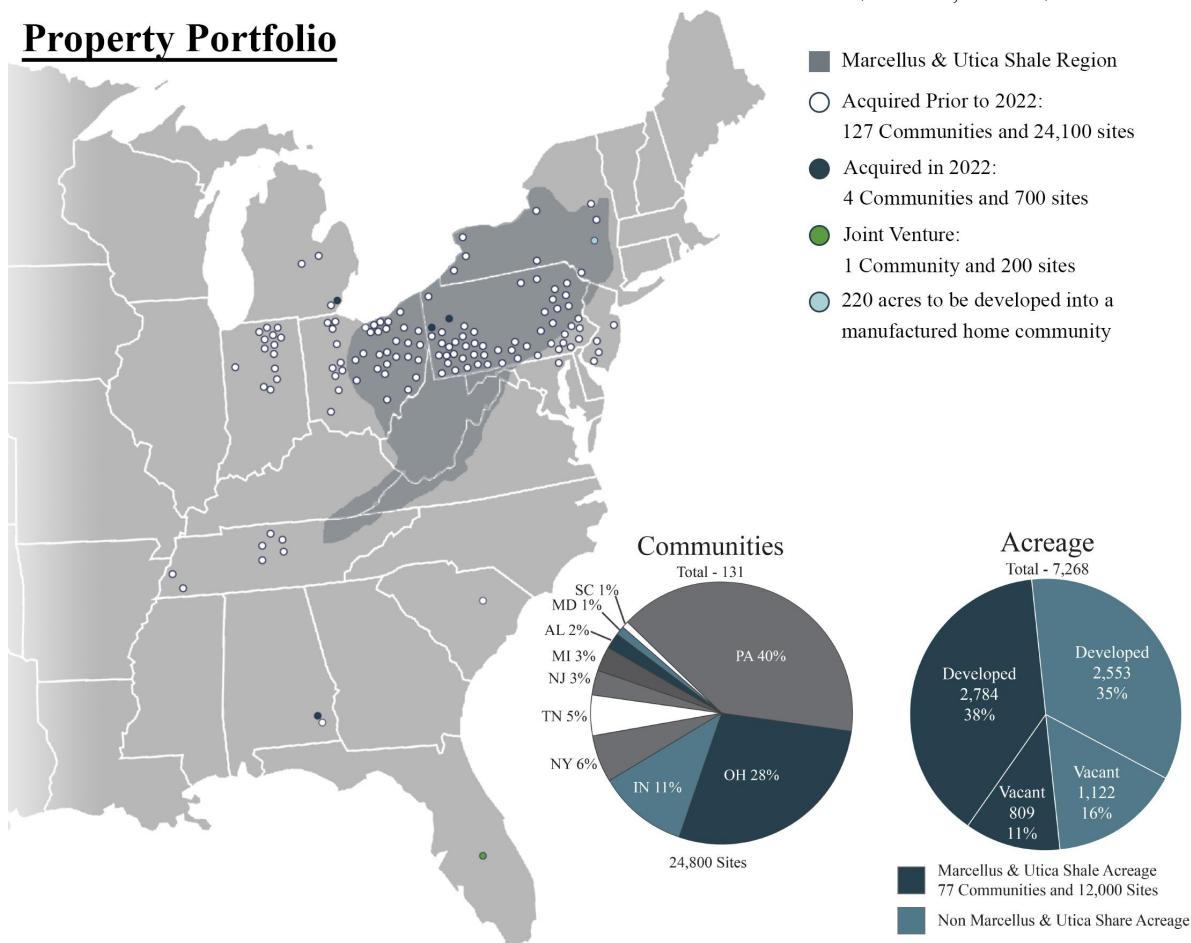 Property Portfolio
Marcellus & Utica Shale Region
Acquired Prior to 2022:
127 Communities and 24,100 sites
Acquired in 2022:
4 Communities and 700 sites
Joint Venture:
1 Community and 200 sites
220 acres to be developed into a
manufactured home community
Communities
Total - 131
SC 1%
MD 1%
AL 2%
MI 3%
NJ 3%
TN 5%
NY 6%
IN 11%
OH 28%
PA 40%
24,800 Sites
Acreage
Total - 7,268
Developed
2,784
38%
Developed
2,553
35%
Vacant
809
11%
Vacant
1,122
16%
Marcellus & Utica Shale Acreage
77 Communities and 12,000 Sites
Non Marcellus & Utica Share Acreage